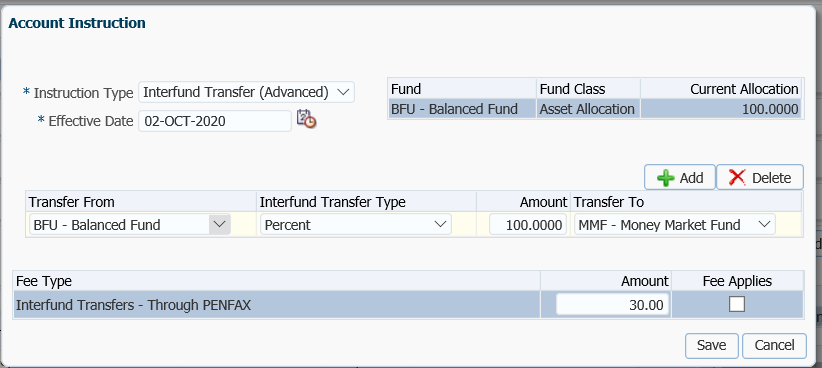 Account Instruction
* Instruction Type Interfund Transfer (Advanced)
* Effective Date 02-OCT-2020
Fund Fund Class Current Allocation
BFU - Balanced Fund Asset Allocation 100.0000
Add Delete
Transfer From Interfund Transfer Type Amount Transfer To
BFU - Balanced Fund Percent 100.0000 MMF - Money Market Fund
Fee Type Amount Fee Applies
Interfund Transfers - Through PENFAX 30.00
Save Cancel